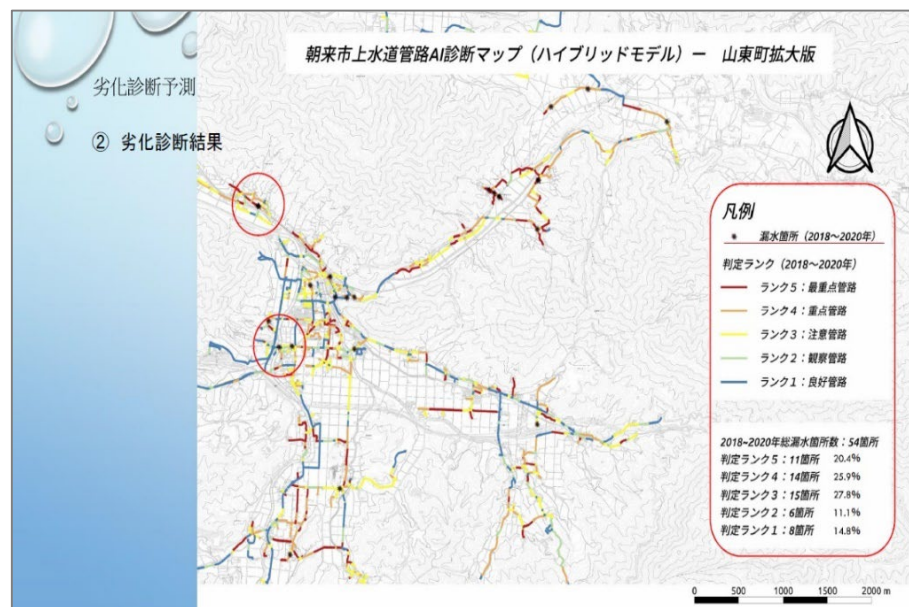 朝来市上水道管路AI診断マップ（ハイブリッドモデル）ー　山東町拡大版
劣化診断予測
② 劣化診断結果
凡例
漏水箇所（2018～2020年）
判定ランク（2018～2020年）
ランク５：最重点管路
ランク４：重点管路
ランク３：注意管路
ランク２：観察管路
ランク１：良好管路
2018~2020年総漏水箇所数：54箇所
判定ランク５：11箇所 20.4%
判定ランク４：14箇所 25.9%
判定ランク３：15箇所 27.8%
判定ランク２：6箇所 11.1%
判定ランク１：8箇所 14.8%
0 500 1000 1500 2000 m